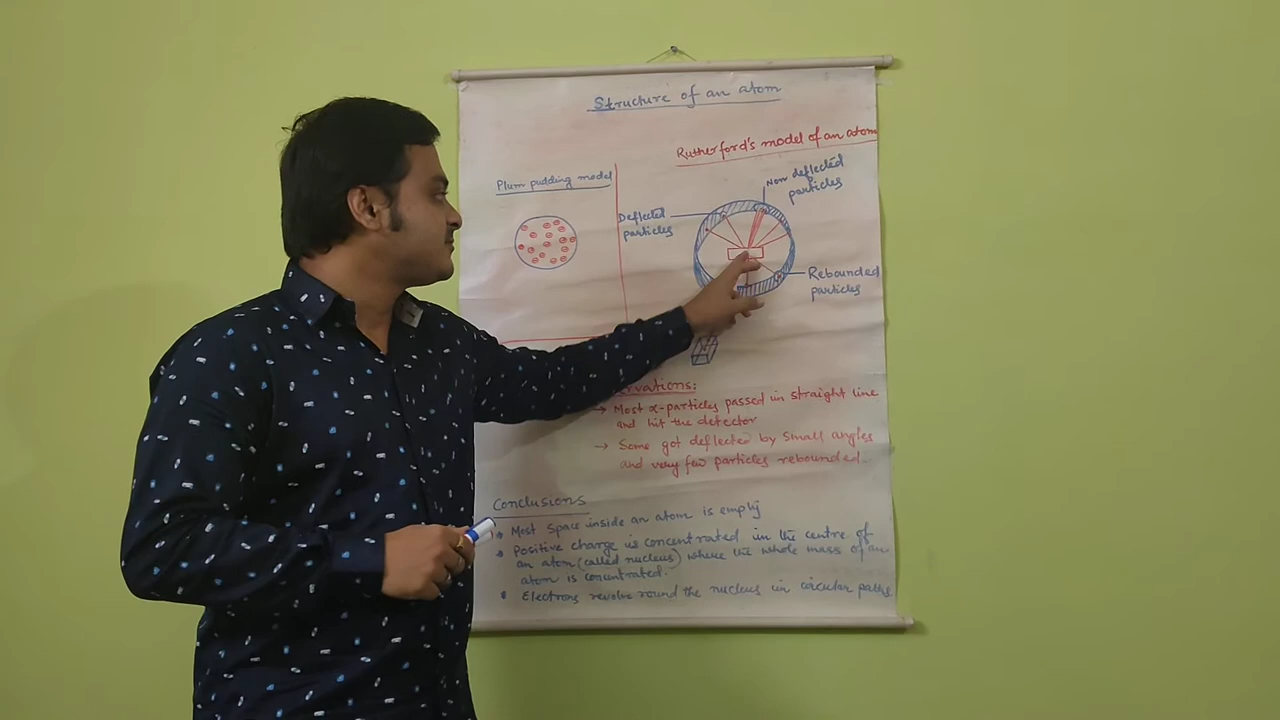 Structure of an atom
Rutherford's model of an atom
Plum pudding model
Non deflected
particles
Deflected
particles
Rebounded
particles
rvations:
→ Most α-particles passed in straight line
and hit the detector
→ Some got deflected by small angles
and very few particles rebounded.
Conclusions
• Most Space inside an atom is empty
• Positive charge is concentrated in the centre of
an atom (called nucleus) where the whole mass of an
atom is concentrated.
• Electrons revolve round the nucleus in circular paths